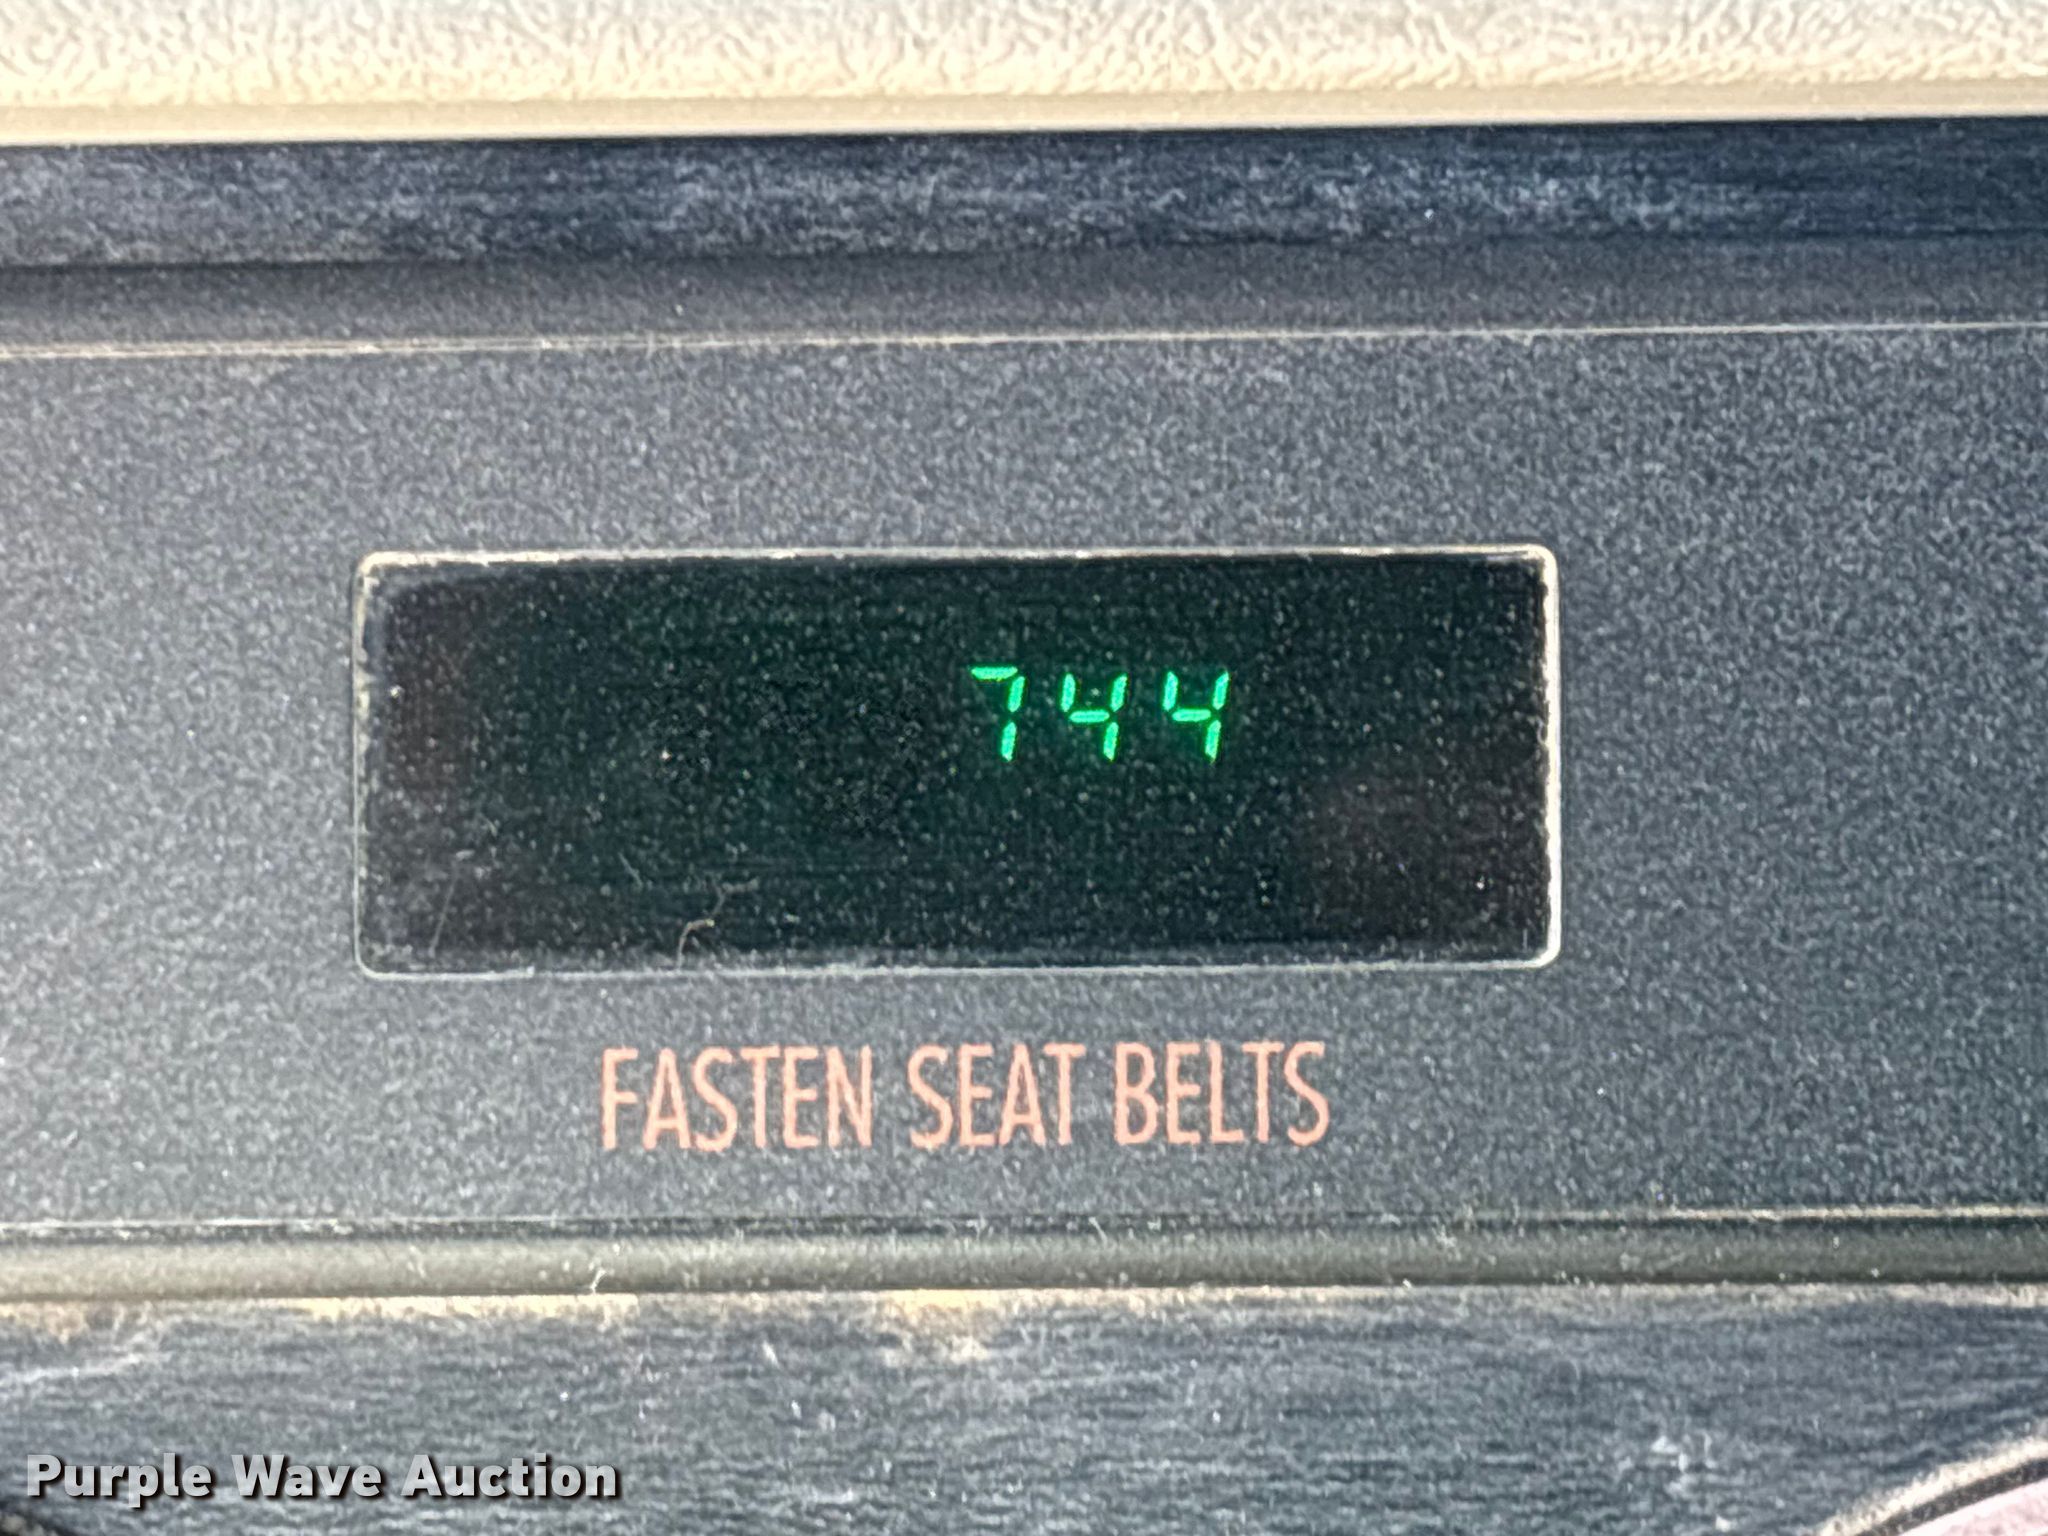 744
FASTEN SEAT BELTS
Purple Wave Auction